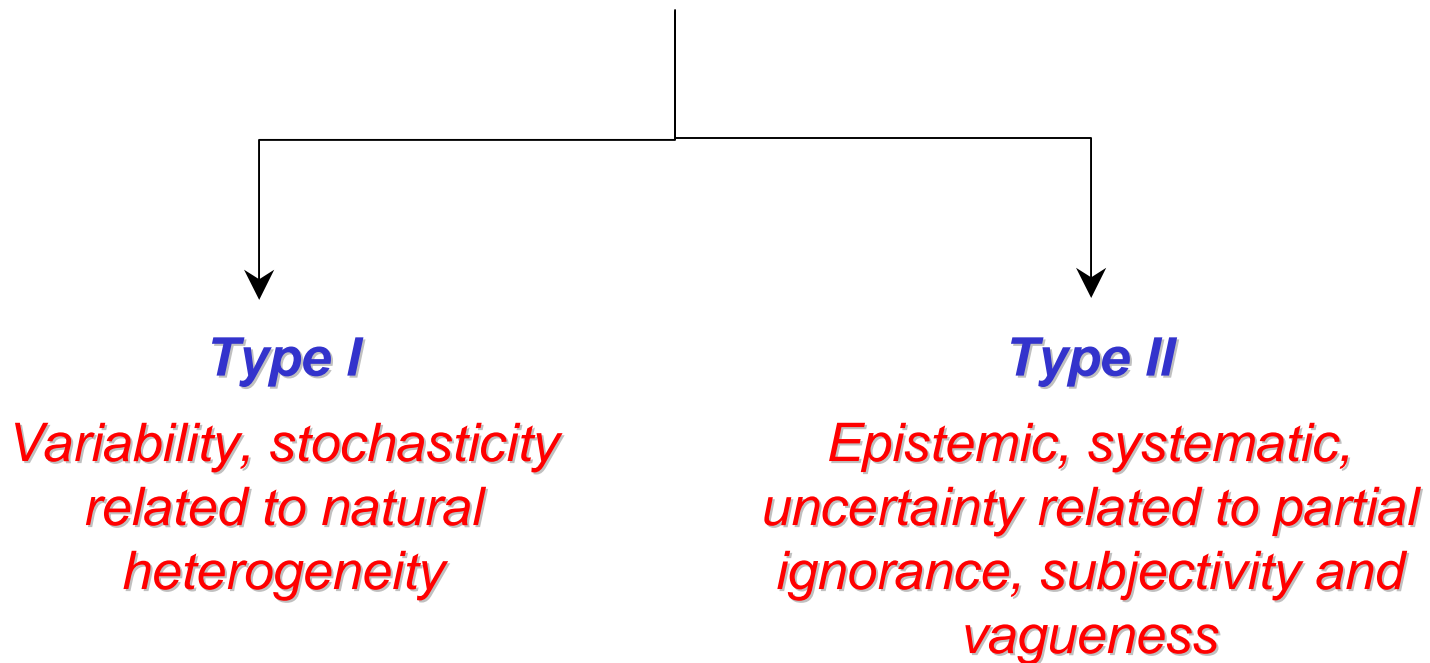 Type I
Variability, stochasticity
related to natural
heterogeneity
Type II
Epistemic, systematic,
uncertainty related to partial
ignorance, subjectivity and
vagueness